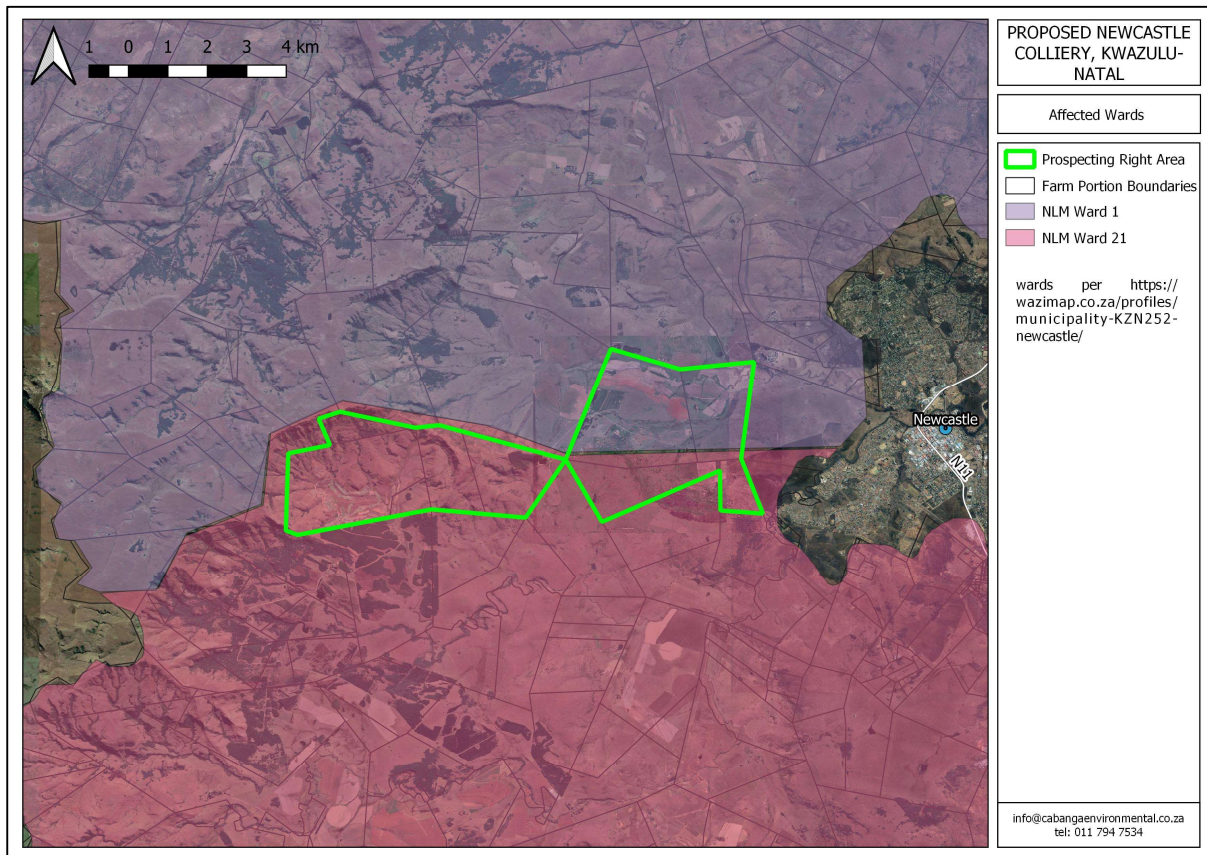 1 0 1 2 3 4 km
PROPOSED NEWCASTLE
COLLIERY, KWAZULU-
NATAL
Affected Wards
Prospecting Right Area
Farm Portion Boundaries
NLM Ward 1
NLM Ward 21
wards per https://
wazimap.co.za/profiles/
municipality-KZN252-
newcastle/
Newcastle
N11
info@cabangaenvironmental.co.za
tel: 011 794 7534